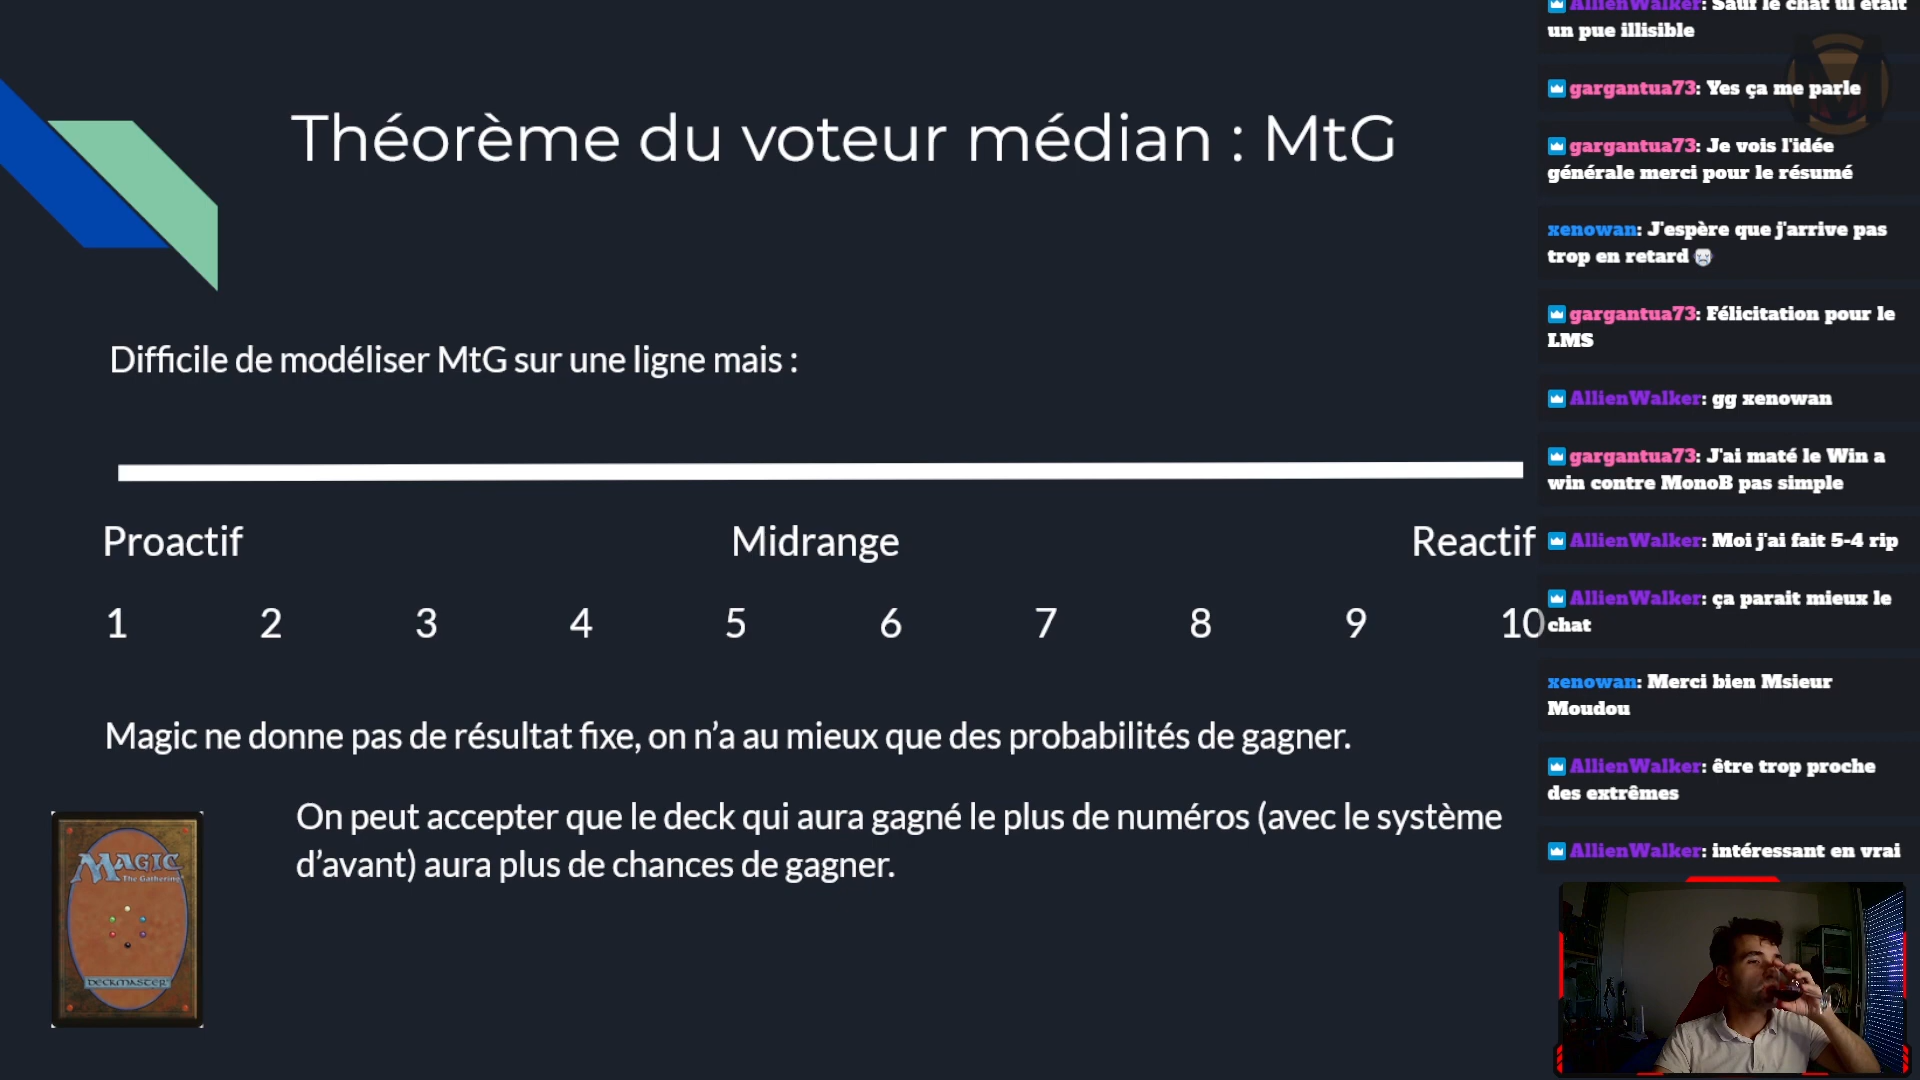 Théorème du voteur médian : MtG
Difficile de modéliser MtG sur une ligne mais :
Proactif Midrange Reactif
1 2 3 4 5 6 7 8 9 10
Magic ne donne pas de résultat fixe, on n’a au mieux que des probabilités de gagner.
On peut accepter que le deck qui aura gagné le plus de numéros (avec le système
d’avant) aura plus de chances de gagner.
MAGIC
The Gathering
DECKMASTER
AllienWalker: Sauf le chat ui était
un pue illisible
gargantua73: Yes ça me parle
gargantua73: Je vois l'idée
générale merci pour le résumé
xenowan: J'espère que j'arrive pas
trop en retard
gargantua73: Félicitation pour le
LMS
AllienWalker: gg xenowan
gargantua73: J'ai maté le Win a
win contre MonoB pas simple
AllienWalker: Moi j'ai fait 5-4 rip
AllienWalker: ça parait mieux le
chat
xenowan: Merci bien Msieur
Moudou
AllienWalker: être trop proche
des extrêmes
AllienWalker: intéressant en vrai